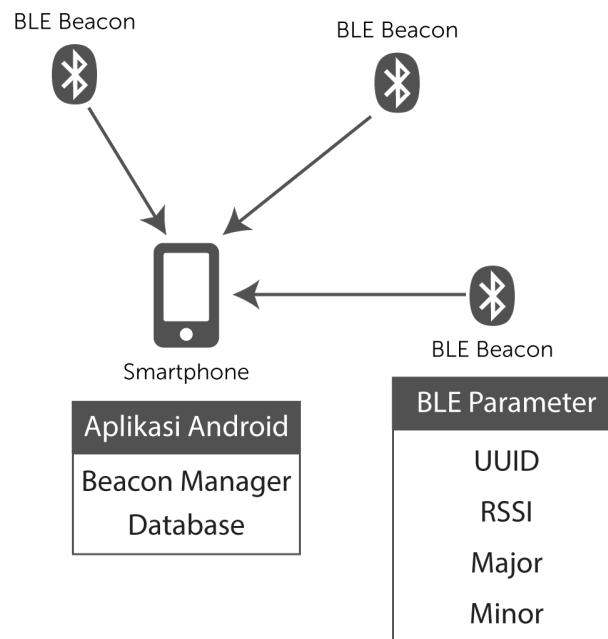 BLE Beacon
BLE Beacon
BLE Beacon
Smartphone
Aplikasi Android
Beacon Manager
Database
BLE Parameter
UUID
RSSI
Major
Minor